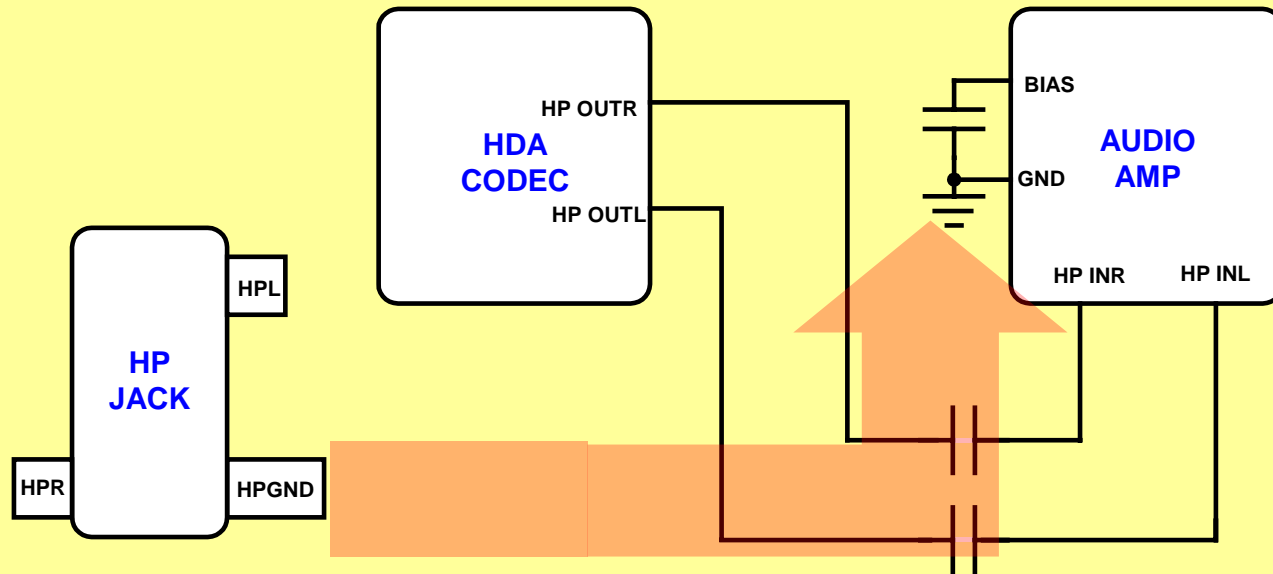 HP OUTR
HDA
CODEC
HP OUTL
BIAS
AUDIO
AMP
GND
HP INR
HP INL
HPL
HP
JACK
HPR
HPGND